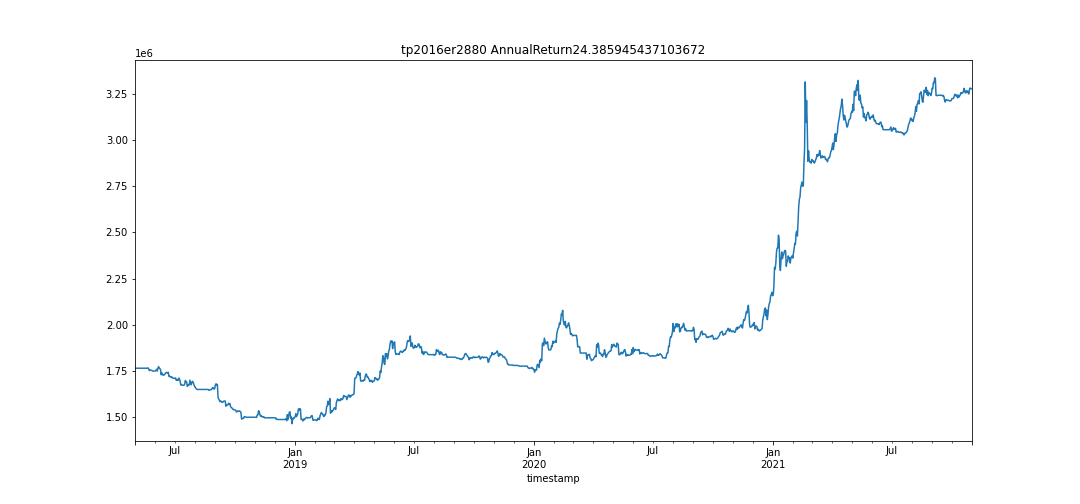 tp2016er2880 AnnualReturn24.385945437103672
1e6
3.25
3.00
2.75
2.50
2.25
2.00
1.75
1.50
Jul Jan Jul Jan Jul Jan Jul
2019 2020 2021
timestamp